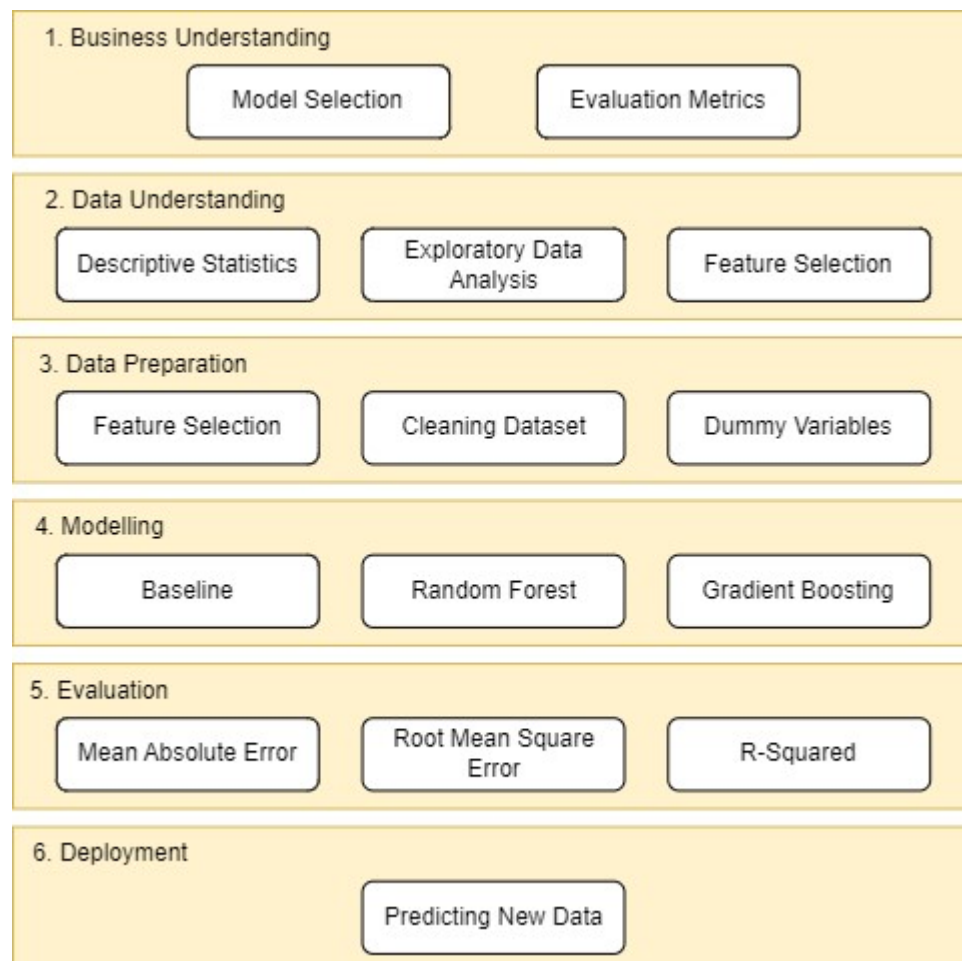 1. Business Understanding
Model Selection
Evaluation Metrics
2. Data Understanding
Descriptive Statistics
Exploratory Data
Analysis
Feature Selection
3. Data Preparation
Feature Selection
Cleaning Dataset
Dummy Variables
4. Modelling
Baseline
Random Forest
Gradient Boosting
5. Evaluation
Mean Absolute Error
Root Mean Square
Error
R-Squared
6. Deployment
Predicting New Data